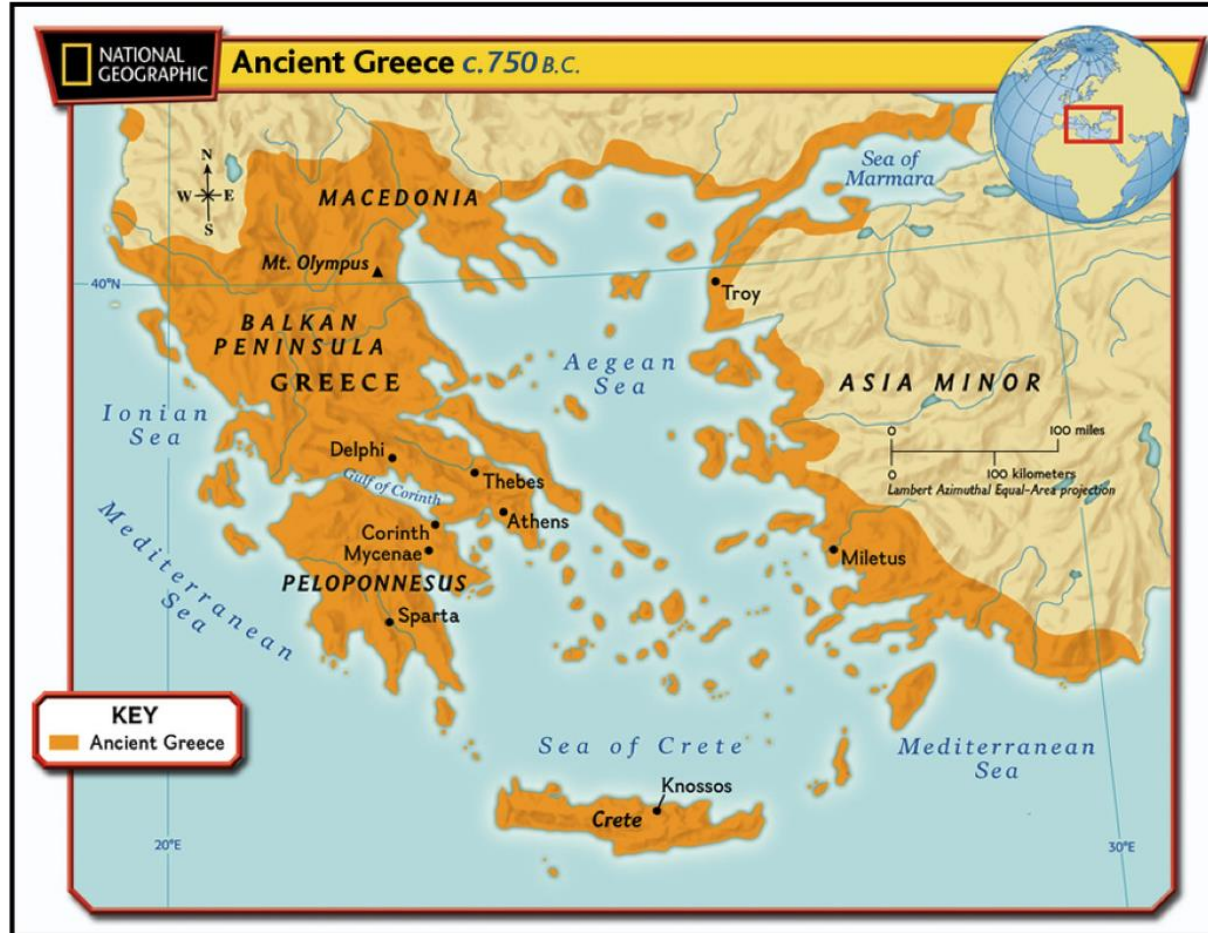 NATIONAL
GEOGRAPHIC
Ancient Greece c.750 B.C.
N
W E
S
MACEDONIA
Sea of
Marmara
Mt. Olympus
40°N
Troy
BALKAN
PENINSULA
GREECE
Aegean
Sea
ASIA MINOR
Ionian
Sea
0 100 miles
0 100 kilometers
Lambert Azimuthal Equal-Area projection
Delphi
Thebes
Gulf of Corinth
Athens
Corinth
Mycenae
Miletus
Mediterranean
Sea
PELOPONNESUS
Sparta
KEY
Ancient Greece
Sea of Crete
Mediterranean
Sea
Knossos
Crete
20°E
30°E